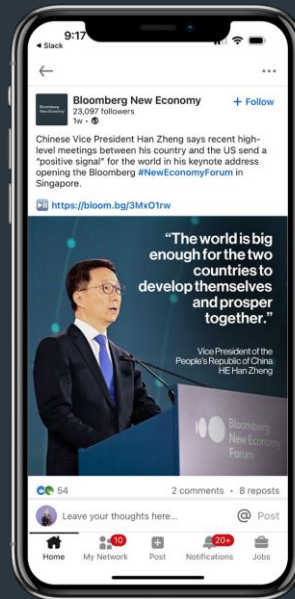 9:17
◄ Slack
Bloomberg New Economy
23,097 followers
1w •
+ Follow
Chinese Vice President Han Zheng says recent high-
level meetings between his country and the US send a
“positive signal” for the world in his keynote address
opening the Bloomberg #NewEconomyForum in
Singapore.
https://bloom.bg/3MxO1rw
“The world is big
enough for the two
countries to
develop themselves
and prosper
together.”
Vice President of the
People's Republic of China
HE Han Zheng
Bloomberg
New Economy
Forum
54
2 comments • 8 reposts
Leave your thoughts here...
@ Post
10
20+
Home
My Network
Post
Notifications
Jobs